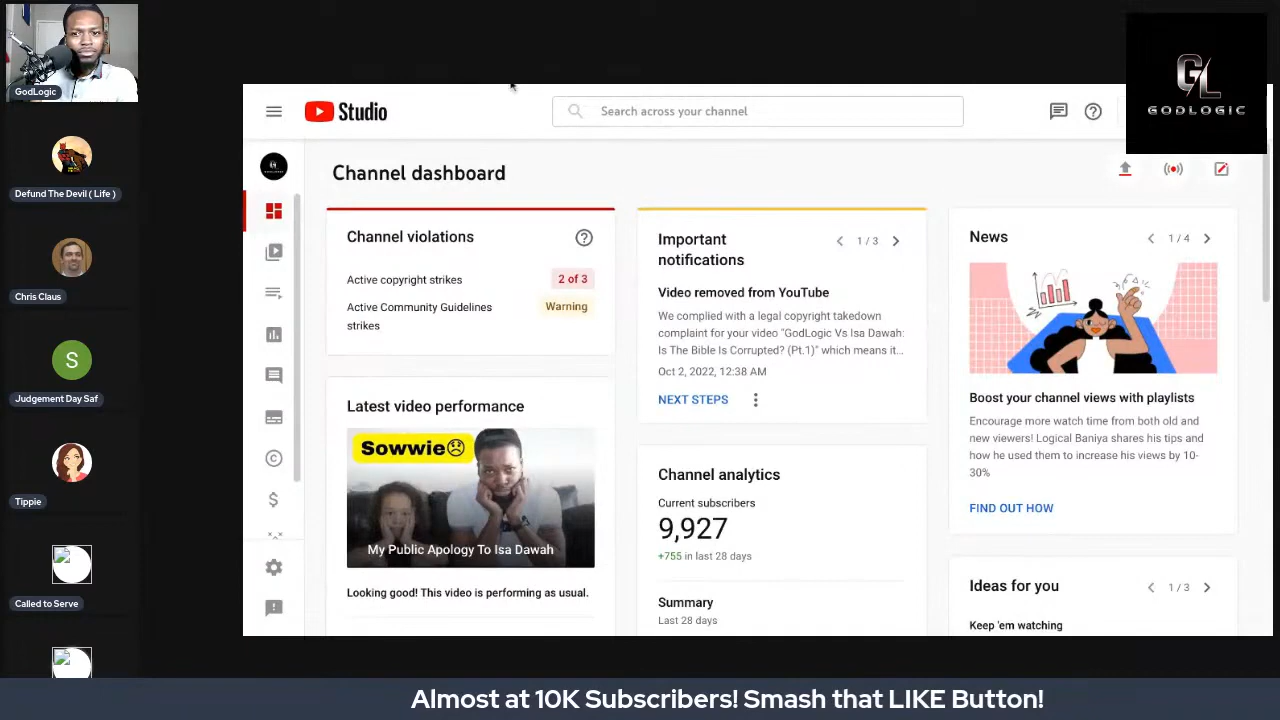 GodLogic
Defund The Devil ( Life )
Chris Claus
S
Judgement Day Saf
Tippie
Called to Serve
Studio
Search across your channel
GL
GODLOGIC
Channel dashboard
Channel violations
Active copyright strikes
2 of 3
Active Community Guidelines
strikes
Warning
Latest video performance
Sowwie☹
My Public Apology To Isa Dawah
Looking good! This video is performing as usual.
Important
notifications
1 / 3
Video removed from YouTube
We complied with a legal copyright takedown
complaint for your video "GodLogic Vs Isa Dawah:
Is The Bible Is Corrupted? (Pt.1)" which means it...
Oct 2, 2022, 12:38 AM
NEXT STEPS
Channel analytics
Current subscribers
9,927
+755 in last 28 days
Summary
Last 28 days
News
1 / 4
Boost your channel views with playlists
Encourage more watch time from both old and
new viewers! Logical Baniya shares his tips and
how he used them to increase his views by 10-
30%
FIND OUT HOW
Ideas for you
1 / 3
Keep 'em watching
Almost at 10K Subscribers! Smash that LIKE Button!